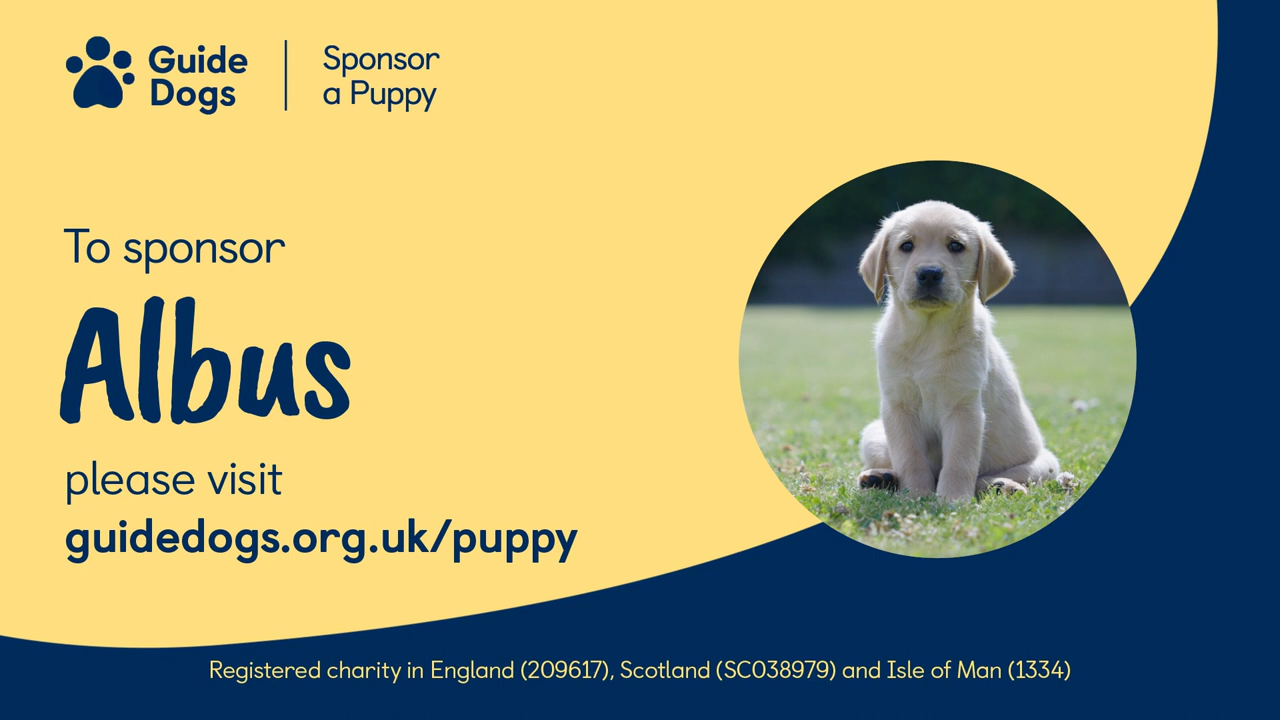 Guide
Dogs
Sponsor
a Puppy
To sponsor
Albus
please visit
guidedogs.org.uk/puppy
Registered charity in England (209617), Scotland (SC038979) and Isle of Man (1334)